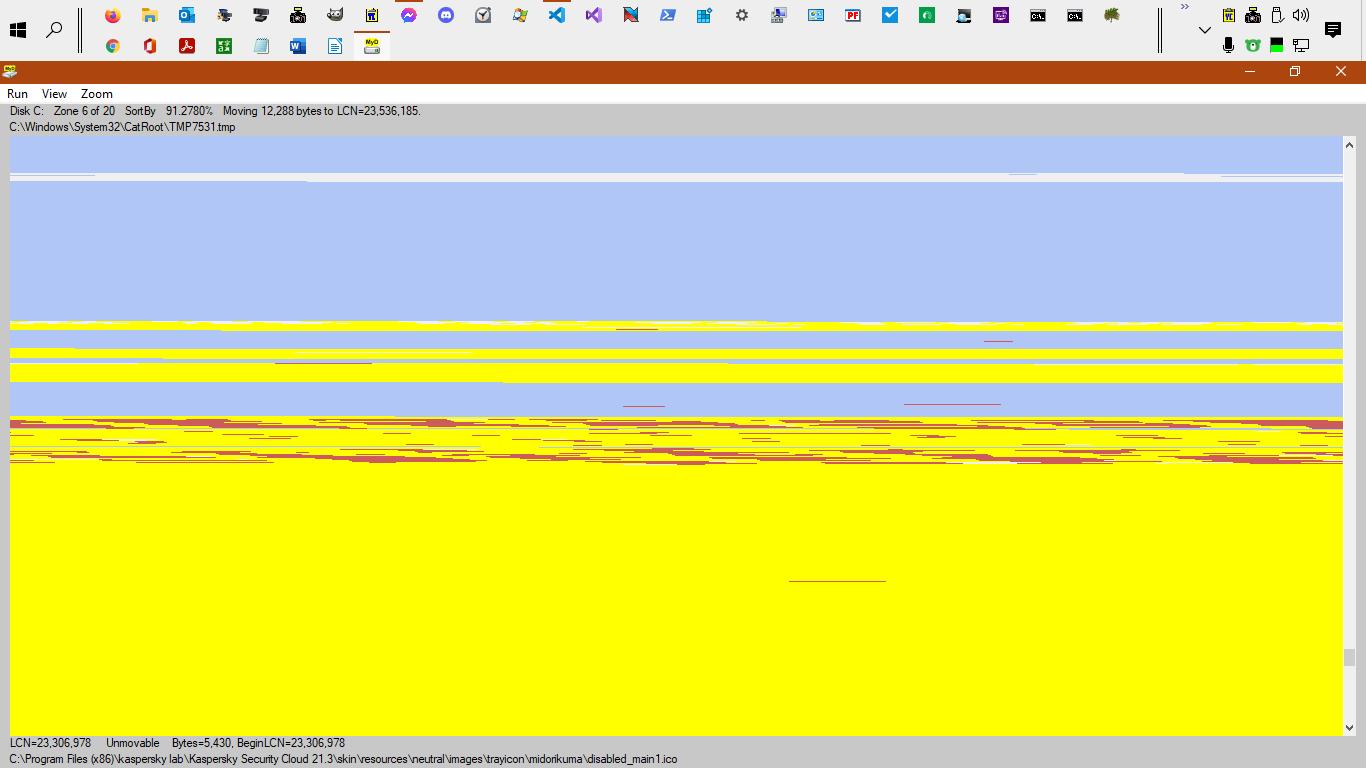 Run View Zoom
Disk C: Zone 6 of 20 SortBy 91.2780% Moving 12,288 bytes to LCN=23,536,185.
C:\Windows\System32\CatRoot\TMP7531.tmp
LCN=23,306,978 Unmovable Bytes=5,430, BeginLCN=23,306,978
C:\Program Files (x86)\kaspersky lab\Kaspersky Security Cloud 21.3\skin\resources\neutral\images\trayicon\midorikuma\disabled_main1.ico